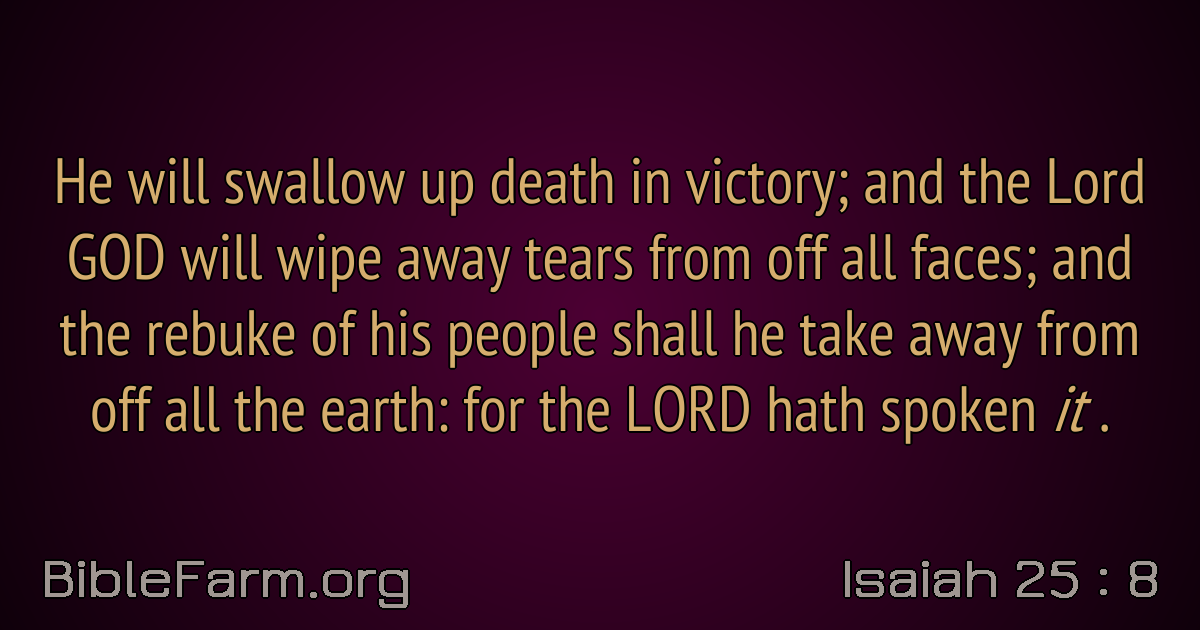 He will swallow up death in victory; and the Lord
GOD will wipe away tears from off all faces; and
the rebuke of his people shall he take away from
off all the earth: for the LORD hath spoken it .
BibleFarm.org
Isaiah 25 : 8